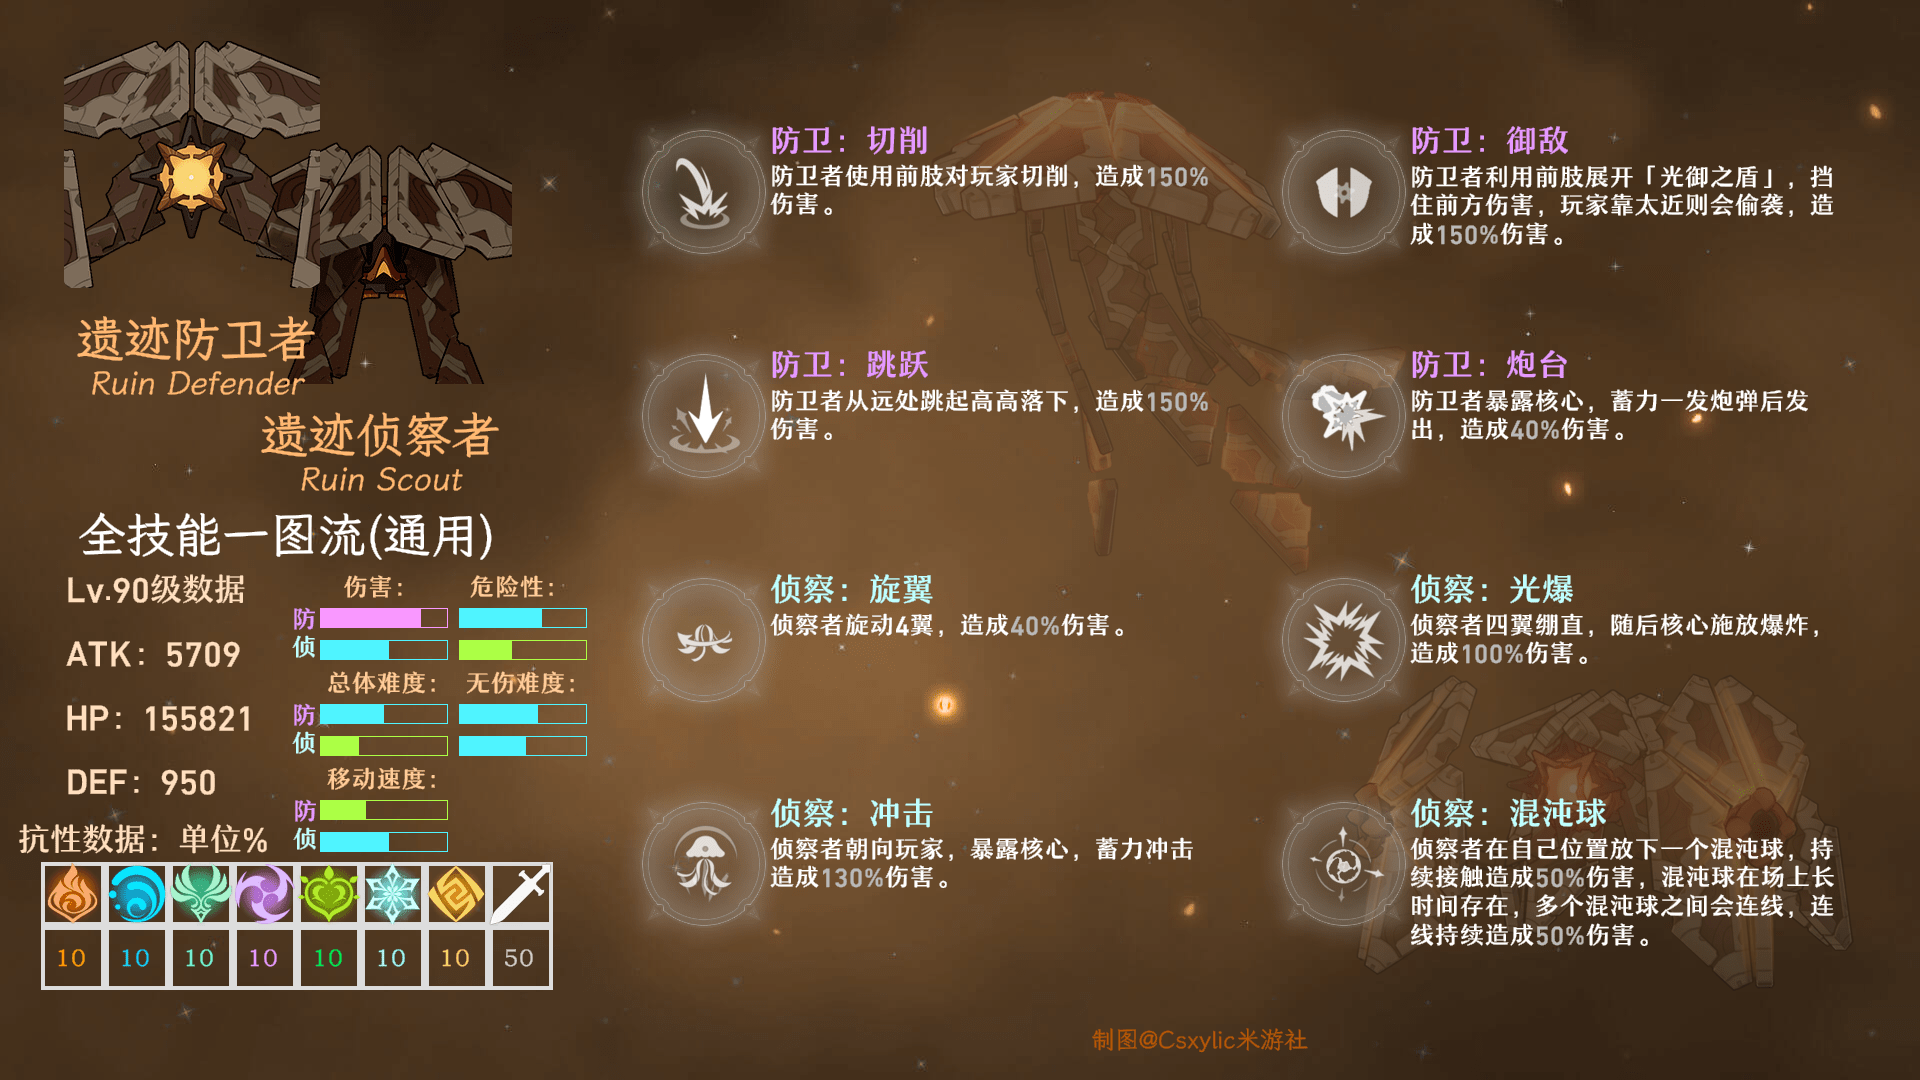 遗迹防卫者
Ruin Defender
遗迹侦察者
Ruin Scout
全技能一图流(通用)
Lv.90级数据
ATK：5709
HP：155821
DEF：950
伤害：
危险性：
防
侦
总体难度：
无伤难度：
防
侦
移动速度：
防
侦
抗性数据：单位%
10 10 10 10 10 10 10 50
防卫：切削
防卫者使用前肢对玩家切削，造成150%
伤害。
防卫：御敌
防卫者利用前肢展开「光御之盾」，挡
住前方伤害，玩家靠太近则会偷袭，造
成150%伤害。
防卫：跳跃
防卫者从远处跳起高高落下，造成150%
伤害。
防卫：炮台
防卫者暴露核心，蓄力一发炮弹后发
出，造成40%伤害。
侦察：旋翼
侦察者旋动4翼，造成40%伤害。
侦察：光爆
侦察者四翼绷直，随后核心施放爆炸，
造成100%伤害。
侦察：冲击
侦察者朝向玩家，暴露核心，蓄力冲击
造成130%伤害。
侦察：混沌球
侦察者在自己位置放下一个混沌球，持
续接触造成50%伤害，混沌球在场上长
时间存在，多个混沌球之间会连线，连
线持续造成50%伤害。
制图@Csxylic米游社